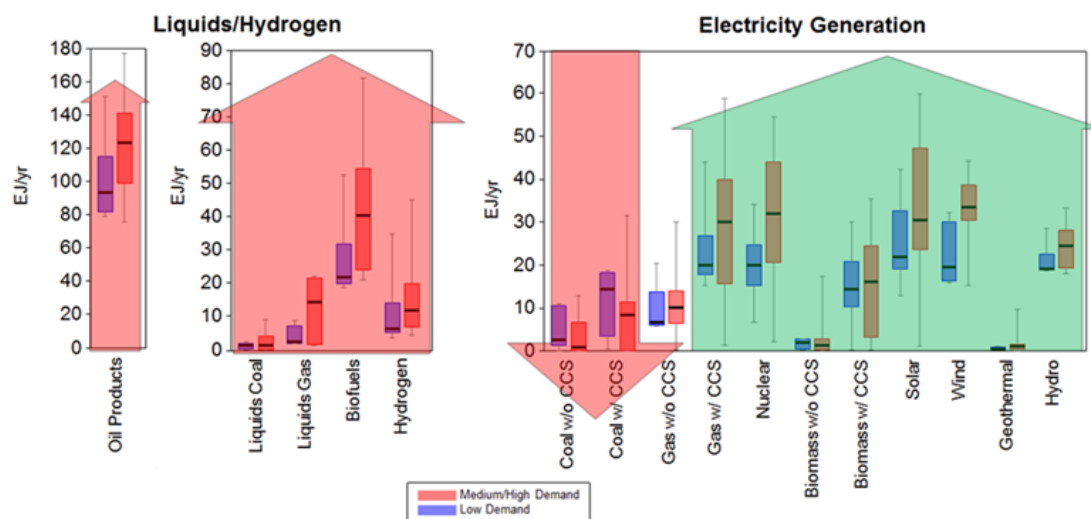 Liquids/Hydrogen
Electricity Generation
EJ/yr
180
160
140
120
100
80
60
40
20
0
Oil Products
EJ/yr
90
80
70
60
50
40
30
20
10
0
Liquids Coal
Liquids Gas
Biofuels
Hydrogen
EJ/yr
70
60
50
40
30
20
10
0
Coal w/o CCS
Coal w/ CCS
Gas w/o CCS
Gas w/ CCS
Nuclear
Biomass w/o CCS
Biomass w/ CCS
Solar
Wind
Geothermal
Hydro
Medium/High Demand
Low Demand